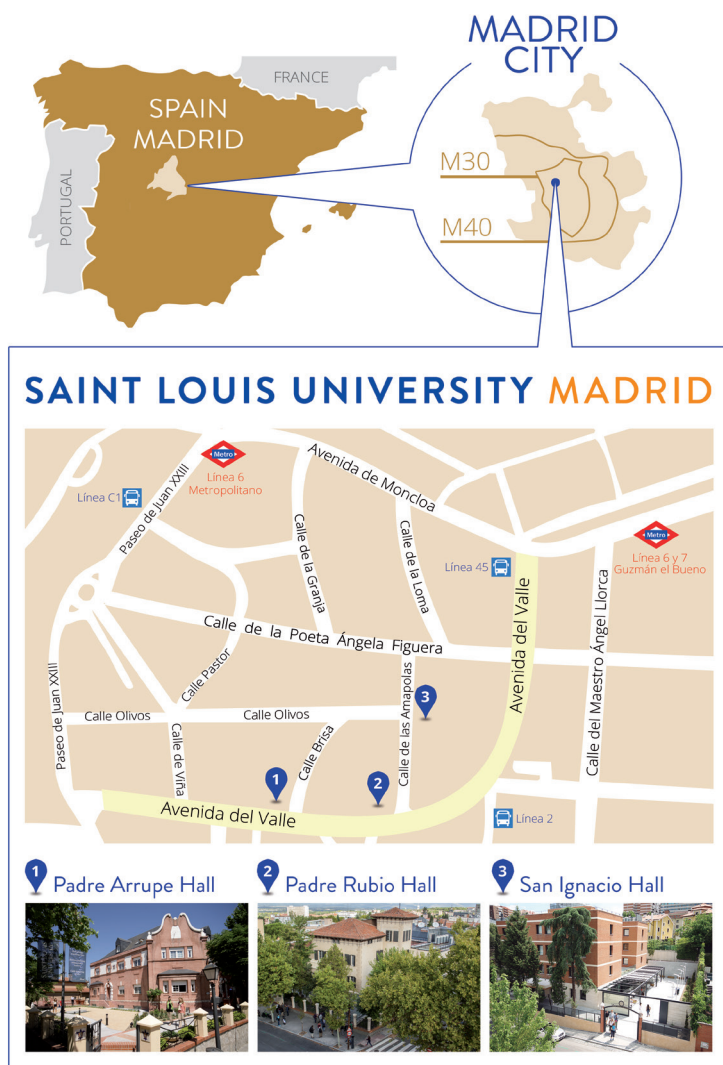 MADRID
CITY
FRANCE
SPAIN
MADRID
PORTUGAL
M30
M40
SAINT LOUIS UNIVERSITY MADRID
Metro
Línea 6
Metropolitano
Línea C1
Paseo de Juan XXIII
Avenida de Moncloa
Metro
Línea 6 y 7
Guzmán el Bueno
Línea 45
Calle de la Granja
Calle de la Loma
Calle del Maestro Ángel Llorca
Avenida del Valle
Calle de la Poeta Ángela Figuera
Calle Pastor
Calle de las Amapolas
3
Paseo de Juan XXIII
Calle Olivos
Calle Olivos
Calle de Viña
Calle Brisa
1
2
Avenida del Valle
Línea 2
1 Padre Arrupe Hall
2 Padre Rubio Hall
3 San Ignacio Hall